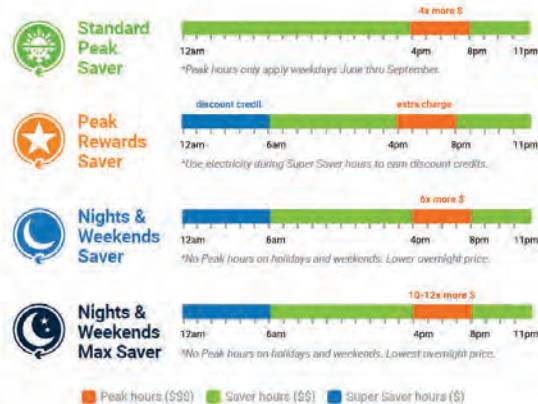 Standard
Peak
Saver
4x more $
12am 4pm 8pm 11pm
*Peak hours only apply weekdays June thru September.
Peak
Rewards
Saver
discount credit extra charge
12am 6am 4pm 8pm 11pm
*Use electricity during Super Saver hours to earn discount credits.
Nights &
Weekends
Saver
6x more $
12am 6am 4pm 8pm 11pm
*No Peak hours on holidays and weekends. Lower overnight price.
Nights &
Weekends
Max Saver
10-12x more $
12am 6am 4pm 8pm 11pm
*No Peak hours on holidays and weekends. Lowest overnight price.
Peak hours ($$$) Saver hours ($$) Super Saver hours ($)